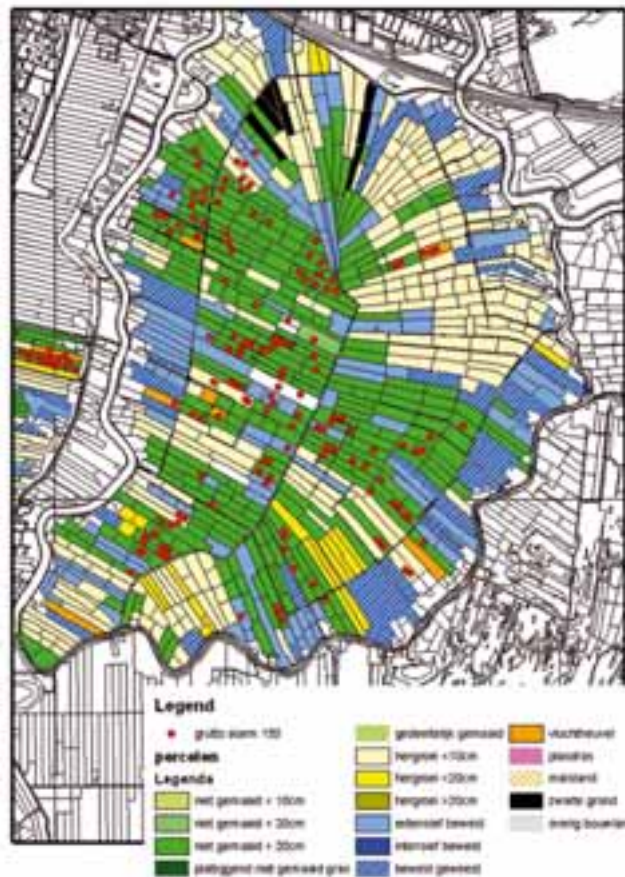 Legend
grutto alarm 150
percelen
Legenda
niet gemaaid < 10cm
niet gemaaid < 20cm
niet gemaaid > 20cm
platliggend niet gemaaid gras
gedeeltelijk gemaaid
hergroei <10cm
hergroei <20cm
hergroei >20cm
extensief beweid
intensief beweid
beweid geweest
vluchtheuvel
plasdras
maisland
zwarte grond
overig bouwland